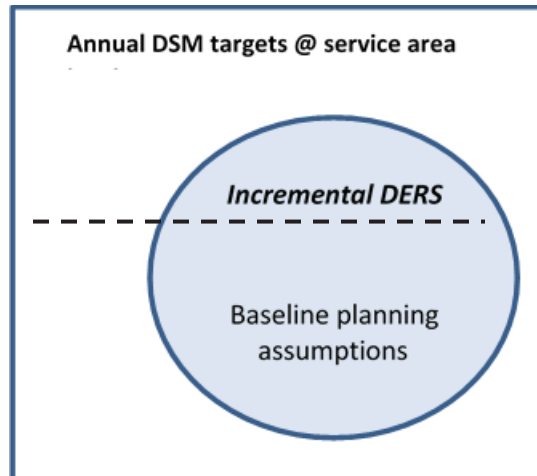 Annual DSM targets @ service area
Incremental DERS
Baseline planning
assumptions